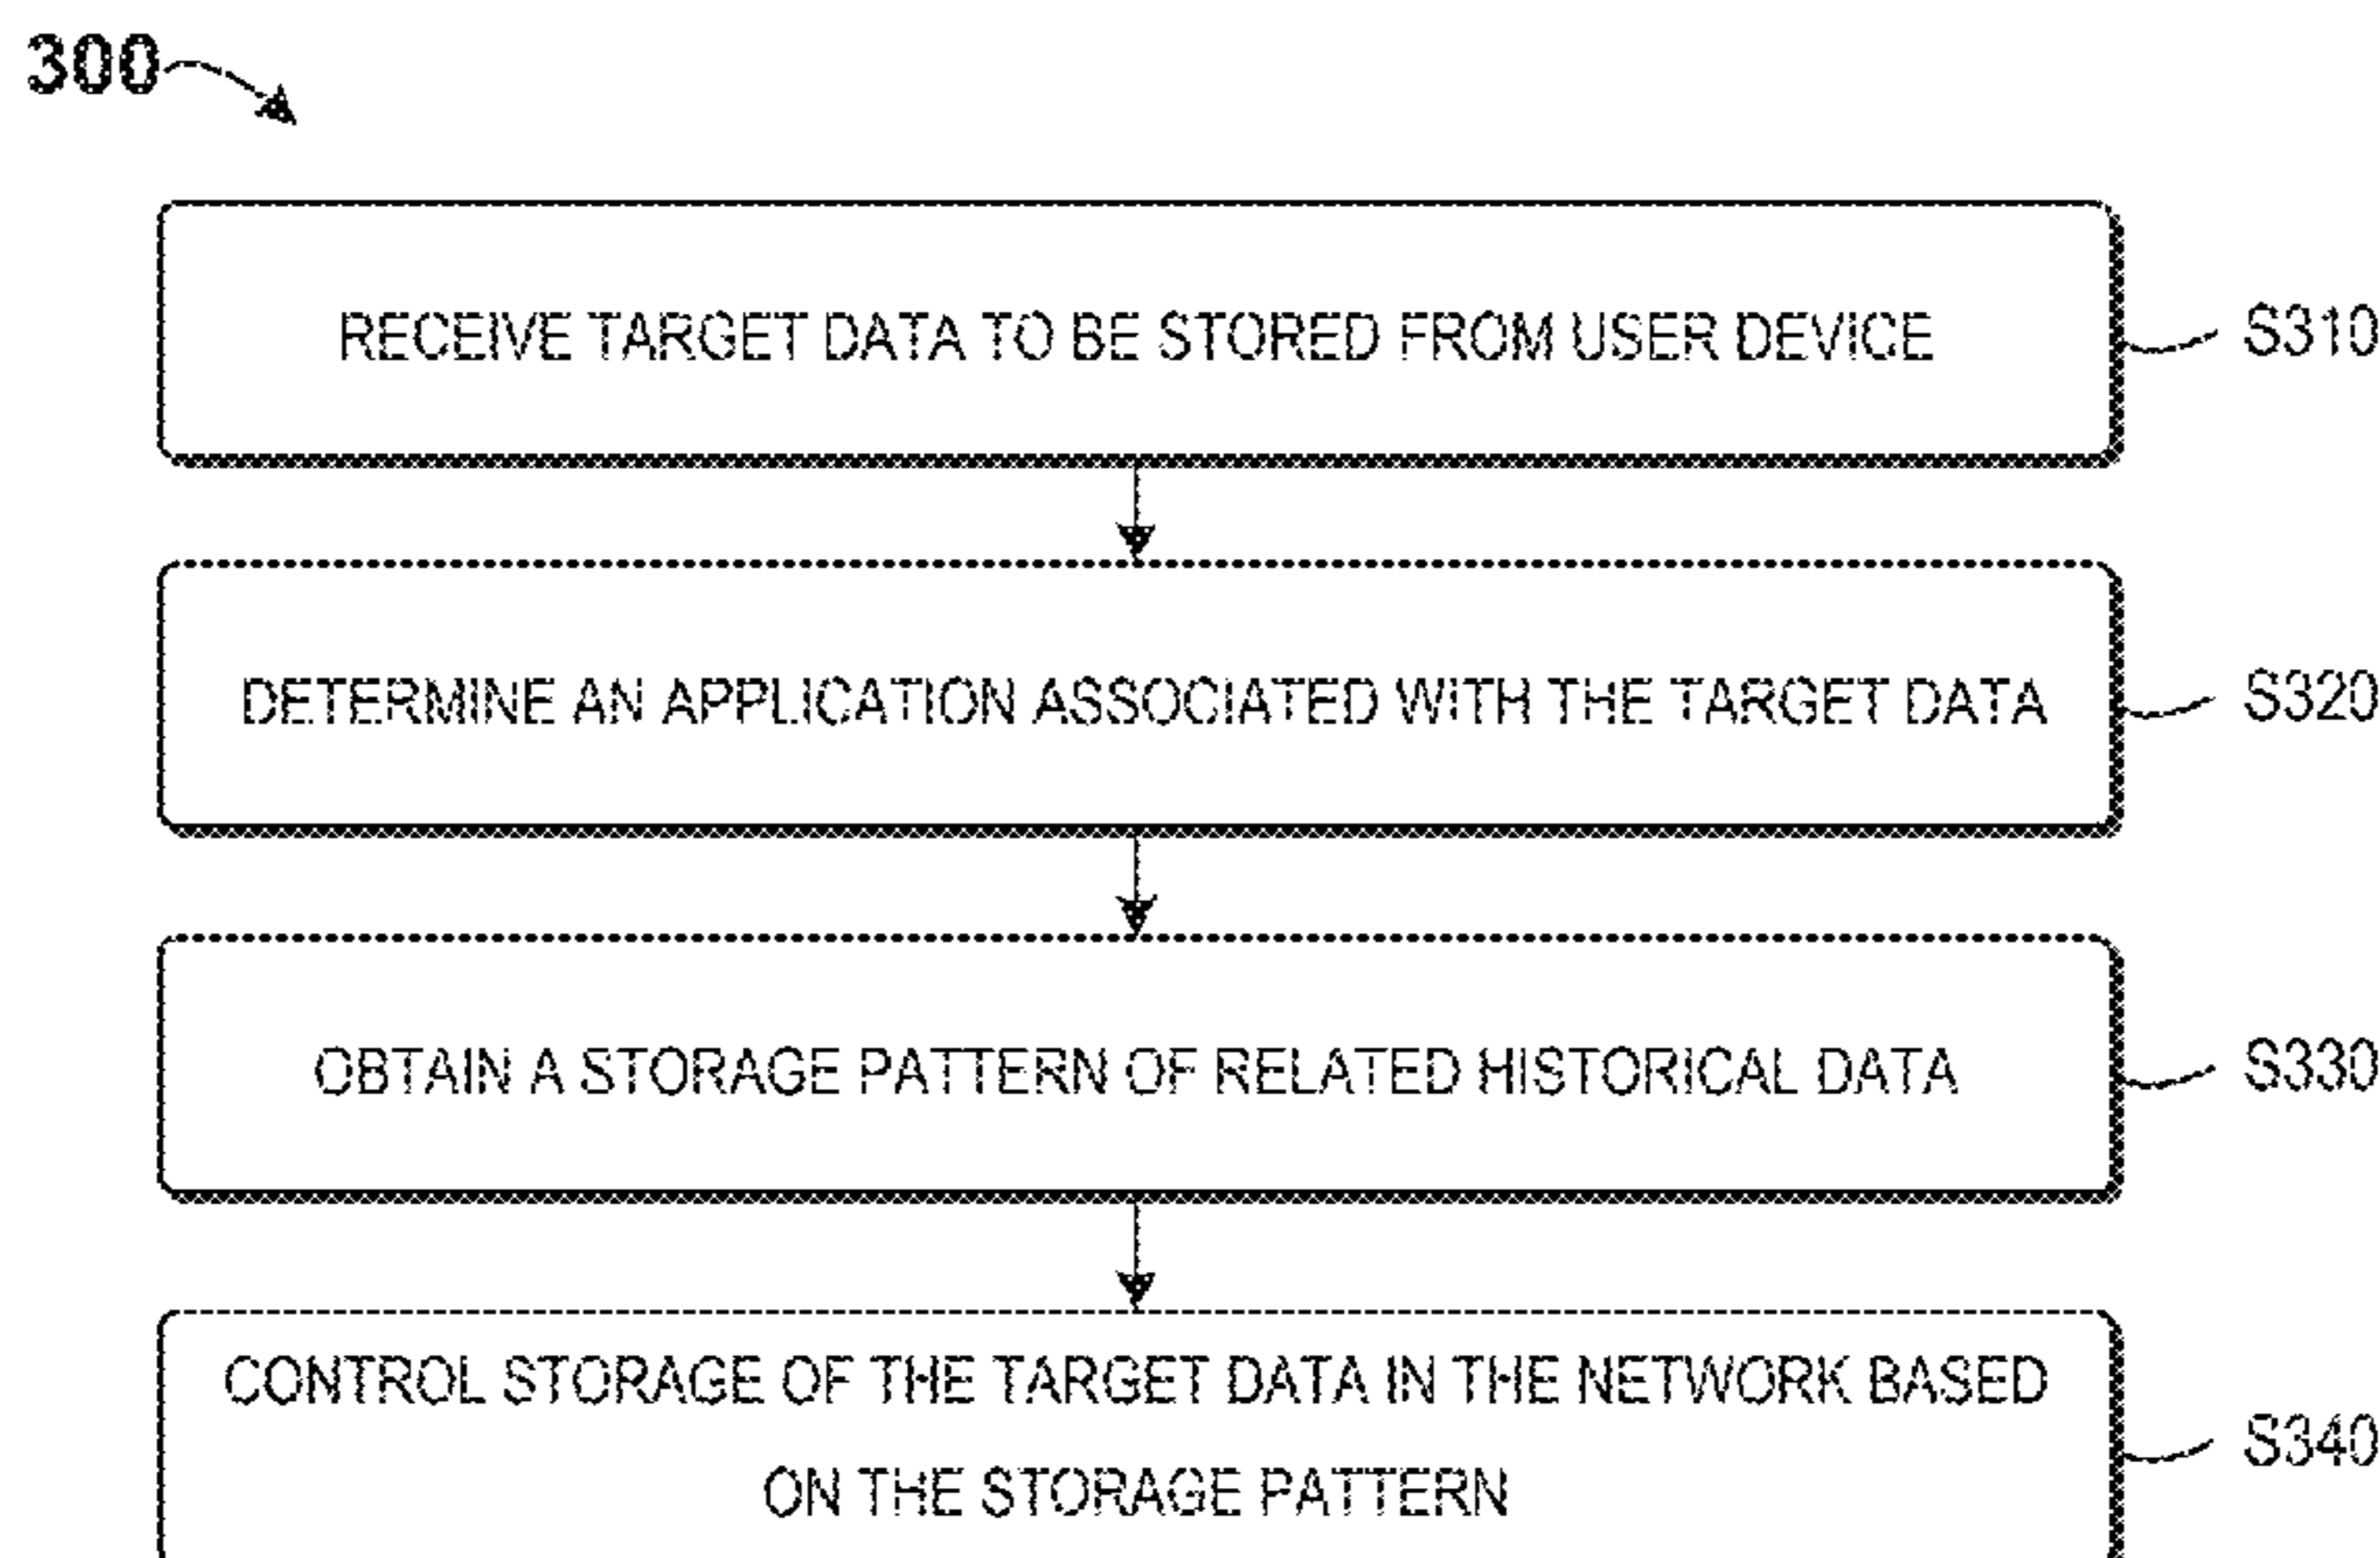 300
RECEIVE TARGET DATA TO BE STORED FROM USER DEVICE
S310
DETERMINE AN APPLICATION ASSOCIATED WITH THE TARGET DATA
S320
OBTAIN A STORAGE PATTERN OF RELATED HISTORICAL DATA
S330
CONTROL STORAGE OF THE TARGET DATA IN THE NETWORK BASED
ON THE STORAGE PATTERN
S340